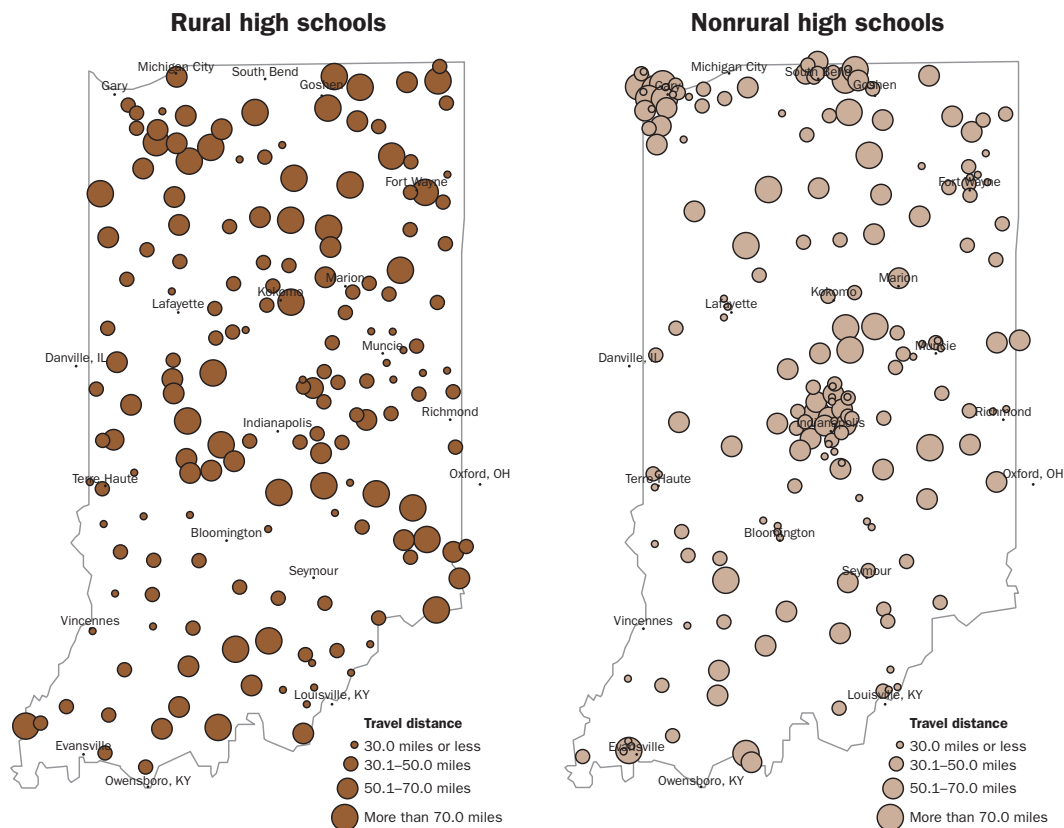 Rural high schools
Michigan City
South Bend
Gary
Goshen
Fort Wayne
Marion
Kokomo
Lafayette
Muncie
Danville, IL
Indianapolis
Richmond
Terre Haute
Oxford, OH
Bloomington
Seymour
Vincennes
Louisville, KY
Evansville
Owensboro, KY
Travel distance
30.0 miles or less
30.1–50.0 miles
50.1–70.0 miles
More than 70.0 miles
Nonrural high schools
Michigan City
South Bend
Gary
Goshen
Fort Wayne
Marion
Kokomo
Lafayette
Muncie
Danville, IL
Richmond
Indianapolis
Terre Haute
Oxford, OH
Bloomington
Seymour
Vincennes
Louisville, KY
Evansville
Owensboro, KY
Travel distance
30.0 miles or less
30.1–50.0 miles
50.1–70.0 miles
More than 70.0 miles